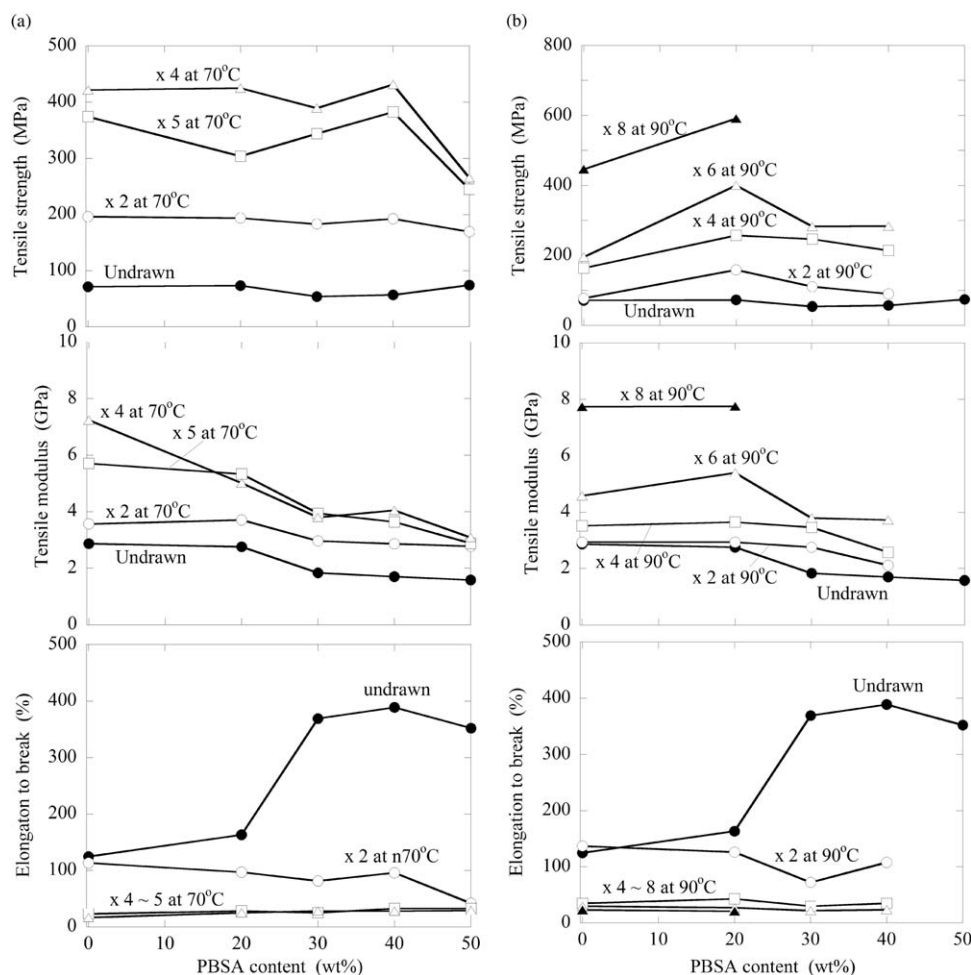 (a)
500
400
300
200
100
0
Tensile strength (MPa)
x 4 at 70°C
x 5 at 70°C
x 2 at 70°C
Undrawn
10
8
6
4
2
0
Tensile modulus (GPa)
x 4 at 70°C
x 5 at 70°C
x 2 at 70°C
Undrawn
500
400
300
200
100
0
Elongaton to break (%)
undrawn
x 2 at n70°C
x 4 ~ 5 at 70°C
0 20 30 40 50
PBSA content (wt%)
(b)
800
600
400
200
0
Tensile strength (MPa)
x 8 at 90°C
x 6 at 90°C
x 4 at 90°C
x 2 at 90°C
Undrawn
10
8
6
4
2
0
Tensile modulus (GPa)
x 8 at 90°C
x 6 at 90°C
x 4 at 90°C
x 2 at 90°C
Undrawn
500
400
300
200
100
0
Elongation to break (%)
Undrawn
x 2 at 90°C
x 4 ~ 8 at 90°C
0 20 30 40 50
PBSA content (wt%)